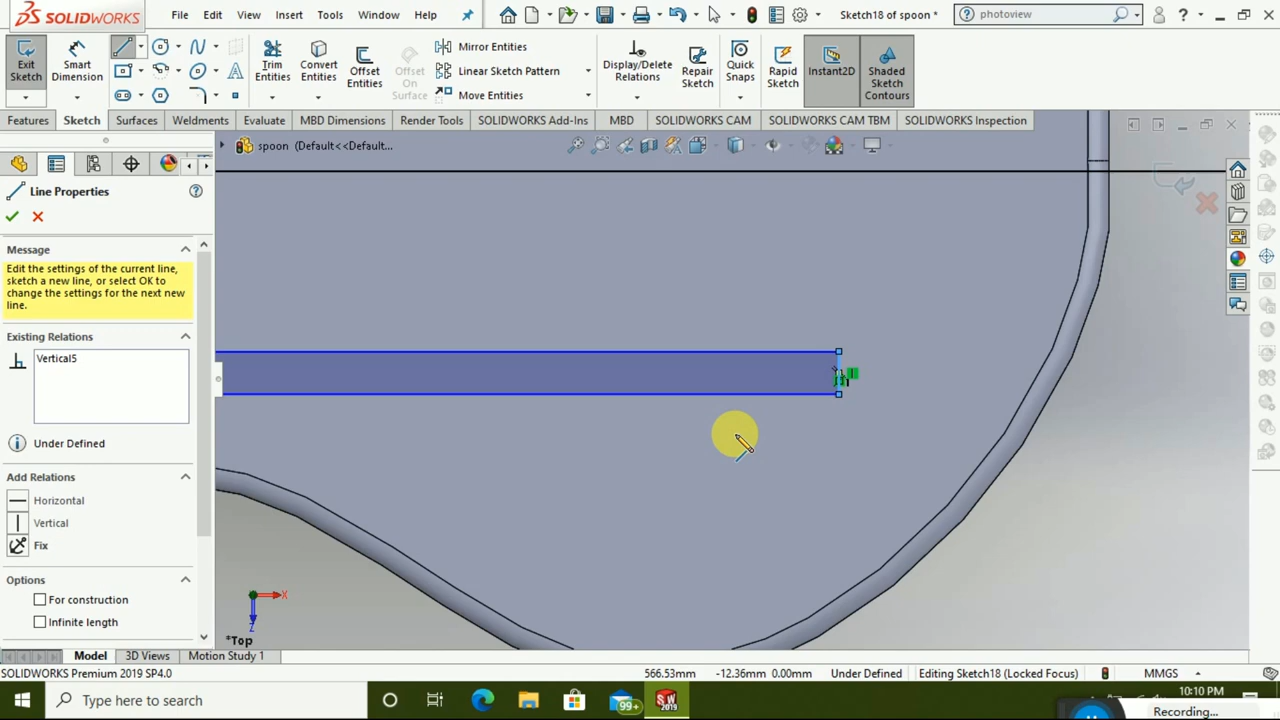 SOLIDWORKS
File
Edit
View
Insert
Tools
Window
Help
Sketch18 of spoon *
photoview
Exit Sketch
Smart Dimension
Trim Entities
Convert Entities
Offset Entities
Offset On Surface
Mirror Entities
Linear Sketch Pattern
Move Entities
Display/Delete Relations
Repair Sketch
Quick Snaps
Rapid Sketch
Instant2D
Shaded Sketch Contours
Features
Sketch
Surfaces
Weldments
Evaluate
MBD Dimensions
Render Tools
SOLIDWORKS Add-Ins
MBD
SOLIDWORKS CAM
SOLIDWORKS CAM TBM
SOLIDWORKS Inspection
spoon (Default<<Default...
Line Properties
Message
Edit the settings of the current line,
sketch a new line, or select OK to
change the settings for the next new
line.
Existing Relations
Vertical5
Under Defined
Add Relations
Horizontal
Vertical
Fix
Options
For construction
Infinite length
X
Z
*Top
Model
3D Views
Motion Study 1
SOLIDWORKS Premium 2019 SP4.0
566.53mm
-12.36mm 0.00mm
Under Defined
Editing Sketch18 (Locked Focus)
MMGS
Type here to search
99+
SW
2019
10:10 PM
Recording...